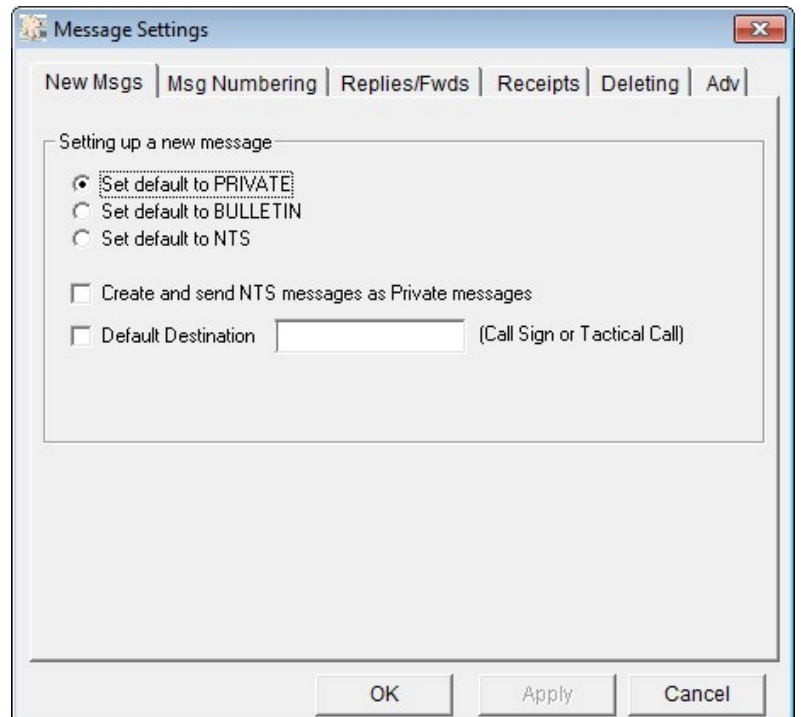 Message Settings
New Msgs Msg Numbering Replies/Fwds Receipts Deleting Adv
Setting up a new message
Set default to PRIVATE
Set default to BULLETIN
Set default to NTS
Create and send NTS messages as Private messages
Default Destination (Call Sign or Tactical Call)
OK Apply Cancel